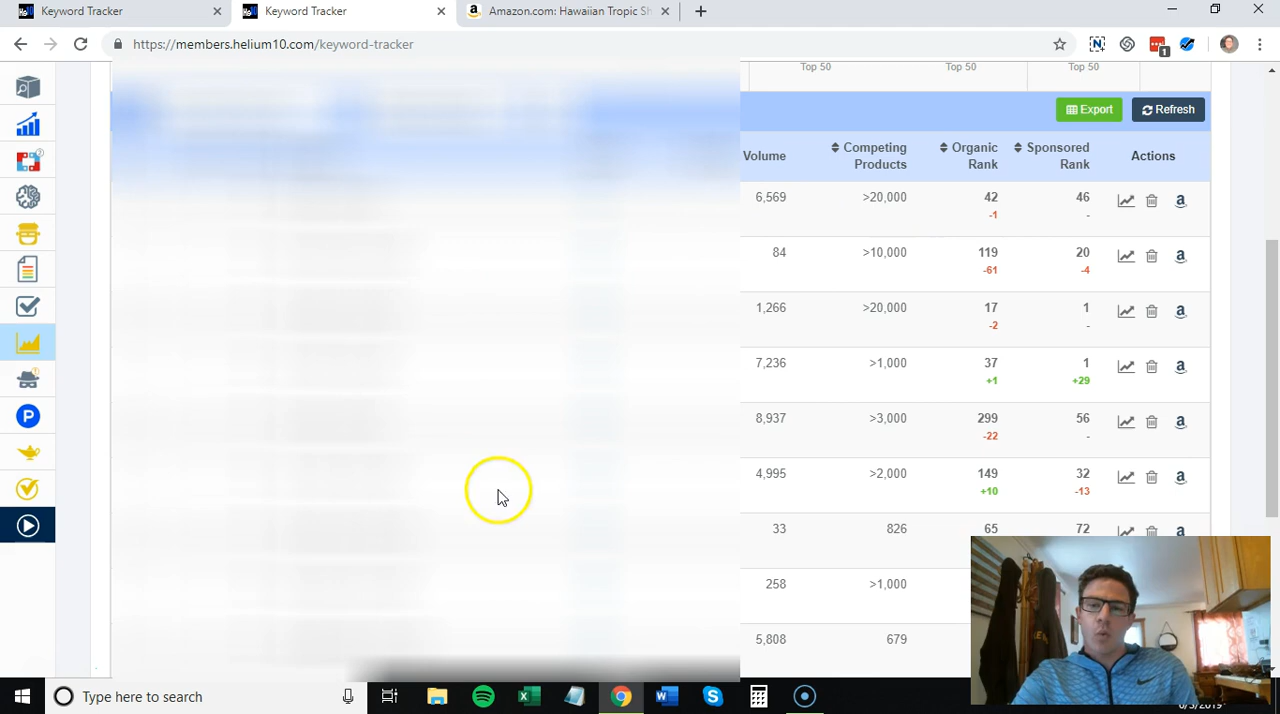 Keyword Tracker
Keyword Tracker
Amazon.com: Hawaiian Tropic Sh
https://members.helium10.com/keyword-tracker
1
Top 50 Top 50 Top 50
Export Refresh
Volume Competing Products Organic Rank Sponsored Rank Actions
6,569 >20,000 42 46
-1 -
84 >10,000 119 20
-61 -4
1,266 >20,000 17 1
-2 -
7,236 >1,000 37 1
+1 +29
8,937 >3,000 299 56
-22 -
4,995 >2,000 149 32
+10 -13
33 826 65 72
258 >1,000
5,808 679
Type here to search